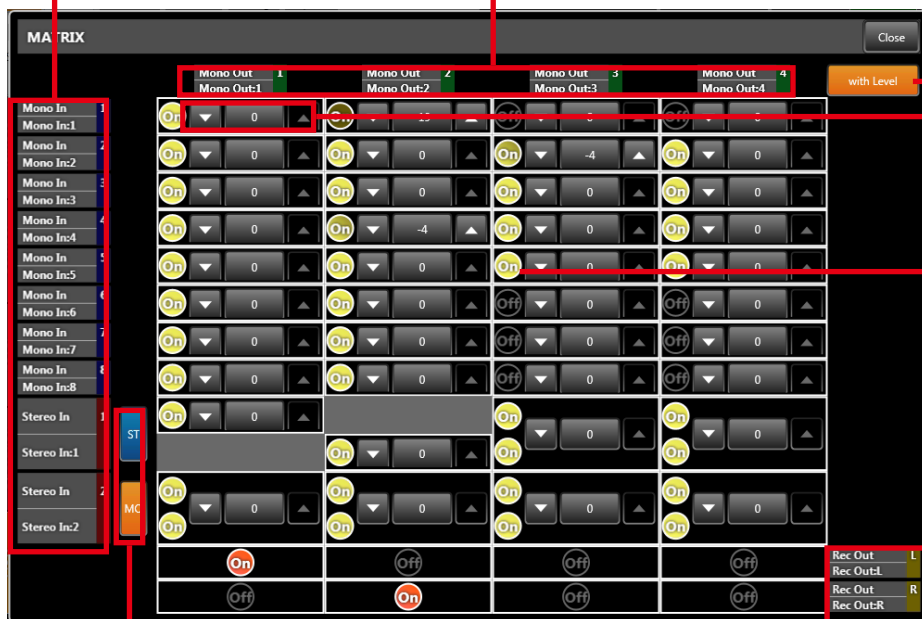 MATRIX Close
Mono Out 1 Mono Out 2 Mono Out 3 Mono Out 4
Mono Out:1 Mono Out:2 Mono Out:3 Mono Out:4 with Level
Mono In 1
Mono In:1 On 0 On Off Off
Mono In 2
Mono In:2 On 0 On 0 On -4 On 0
Mono In 3
Mono In:3 On 0 On 0 On 0 On 0
Mono In 4
Mono In:4 On 0 On -4 On 0 On 0
Mono In 5
Mono In:5 On 0 On 0 On 0 On 0
Mono In 6
Mono In:6 On 0 On 0 Off 0 Off 0
Mono In 7
Mono In:7 On 0 On 0 Off 0 Off 0
Mono In 8
Mono In:8 On 0 On 0 Off 0 Off 0
Stereo In 1 On 0 On On
ST 0 0
Stereo In:1 On 0 On On
Stereo In 2 On On On On
0 0 0 0
Stereo In:2 On On On On
On Off Off Off Rec Out L
Rec Out:L
Off On Off Off Rec Out R
Rec Out:R